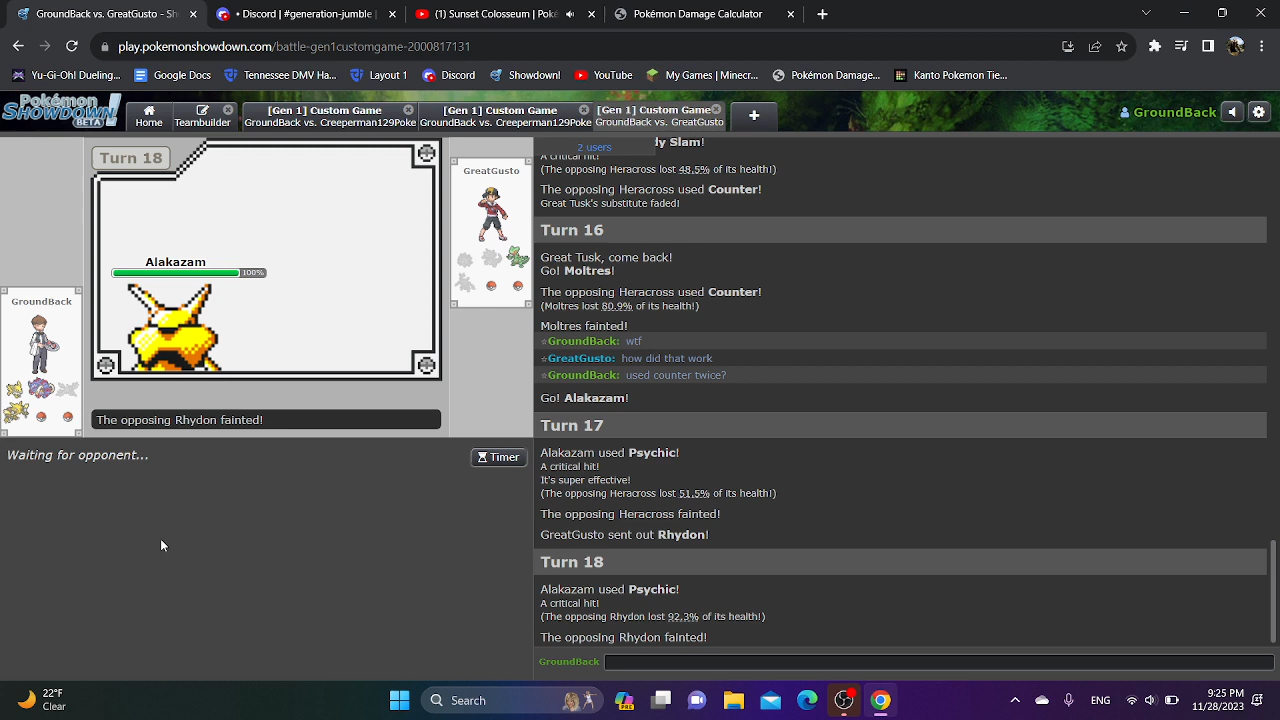 GroundBack vs. GreatGusto - Sh
• Discord | #generation-jumble |
(1) Sunset Colosseum | Poké
Pokémon Damage Calculator
play.pokemonshowdown.com/battle-gen1customgame-2000817131
Yu-Gi-Oh! Dueling...
Google Docs
Tennessee DMV Ha...
Layout 1
Discord
Showdown!
YouTube
My Games | Minecr...
Pokémon Damage...
Kanto Pokemon Tie...
Pokémon
SHOWDOWN!
BETA
Home
Teambuilder
[Gen 1] Custom Game
GroundBack vs. Creeperman129Poke
[Gen 1] Custom Game
GroundBack vs. Creeperman129Poke
[Gen 1] Custom Game
GroundBack vs. GreatGusto
GroundBack
Turn 18
GreatGusto
Alakazam
100%
GroundBack
The opposing Rhydon fainted!
Waiting for opponent...
Timer
2 users
dy Slam!
A critical hit!
(The opposing Heracross lost 48.5% of its health!)
The opposing Heracross used Counter!
Great Tusk's substitute faded!
Turn 16
Great Tusk, come back!
Go! Moltres!
The opposing Heracross used Counter!
(Moltres lost 80.9% of its health!)
Moltres fainted!
☆GroundBack: wtf
☆GreatGusto: how did that work
☆GroundBack: used counter twice?
Go! Alakazam!
Turn 17
Alakazam used Psychic!
A critical hit!
It's super effective!
(The opposing Heracross lost 51.5% of its health!)
The opposing Heracross fainted!
GreatGusto sent out Rhydon!
Turn 18
Alakazam used Psychic!
A critical hit!
(The opposing Rhydon lost 92.3% of its health!)
The opposing Rhydon fainted!
GroundBack
22°F
Clear
Search
ENG
9:25 PM
11/28/2023